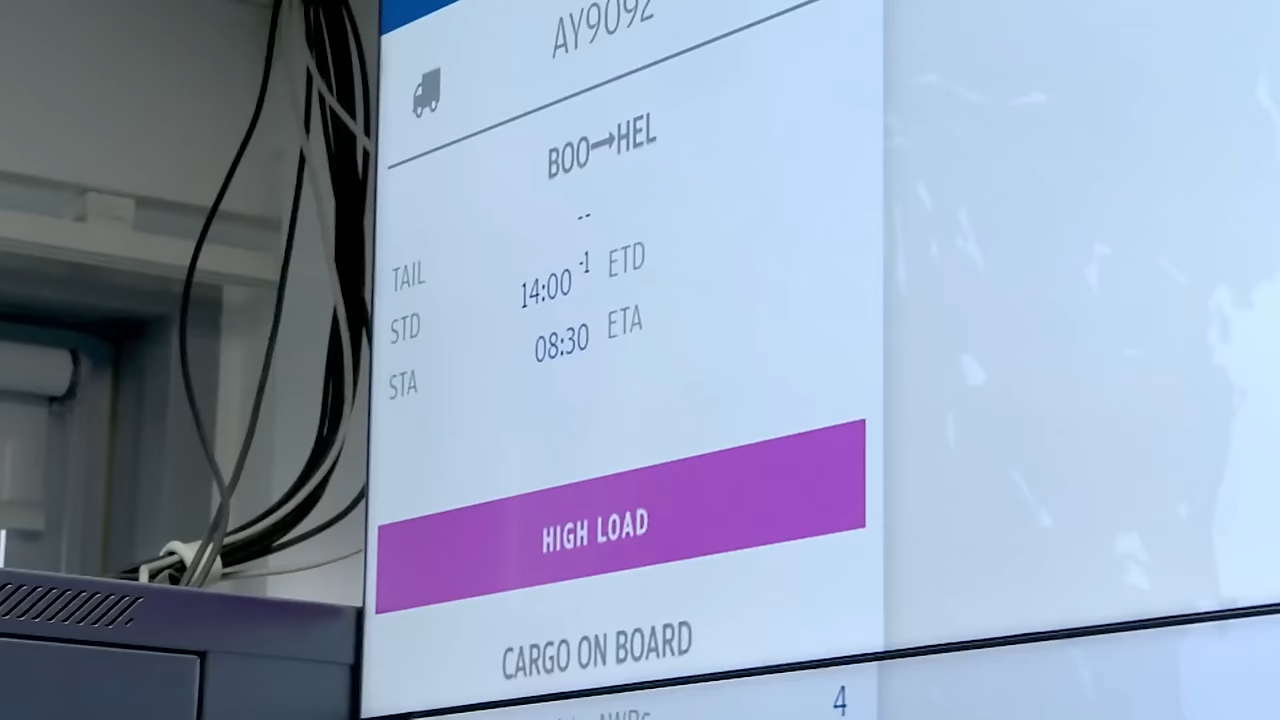 AY9092
BOO→HEL
--
TAIL
STD 14:00 -1 ETD
STA 08:30 ETA
HIGH LOAD
CARGO ON BOARD
AWBs 4